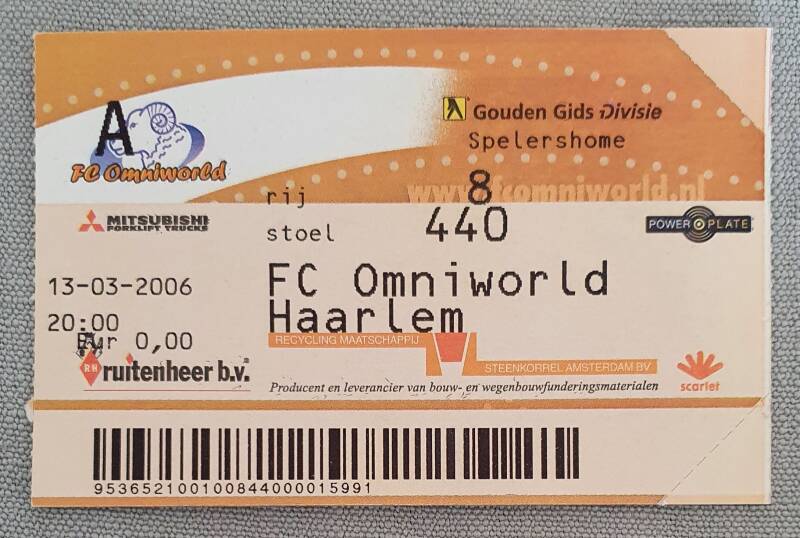 A
FC Omniworld
Gouden Gids Divisie
Spelershome
www.fcomniworld.nl
rij 8
stoel 440
MITSUBISHI
FORKLIFT TRUCKS
POWER PLATE
13-03-2006
FC Omniworld
20:00
Haarlem
Eur 0,00
RH
ruitenheer b.v.
RECYCLING MAATSCHAPPIJ
STEENKORREL AMSTERDAM BV
Producent en leverancier van bouw- en wegenbouwfunderingsmaterialen
scarlet
953652100100844000015991